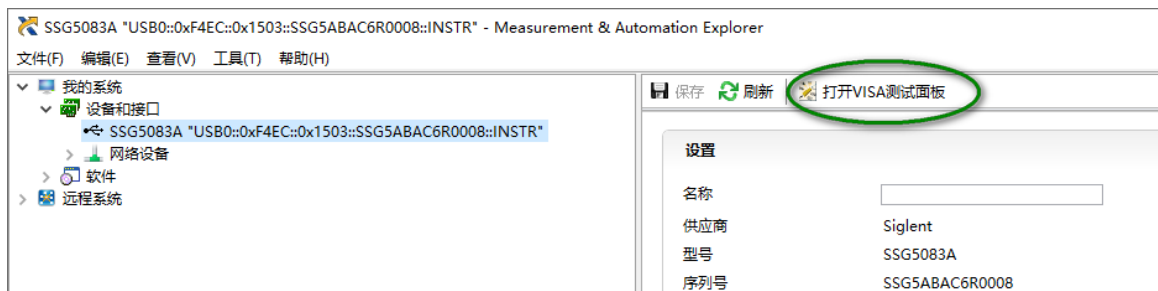 SSG5083A "USB0::0xF4EC::0x1503::SSG5ABAC6R0008::INSTR" - Measurement & Automation Explorer
文件(F) 编辑(E) 查看(V) 工具(T) 帮助(H)
我的系统
设备和接口
SSG5083A "USB0::0xF4EC::0x1503::SSG5ABAC6R0008::INSTR"
网络设备
软件
远程系统
保存 刷新 打开VISA测试面板
设置
名称
供应商 Siglent
型号 SSG5083A
序列号 SSG5ABAC6R0008